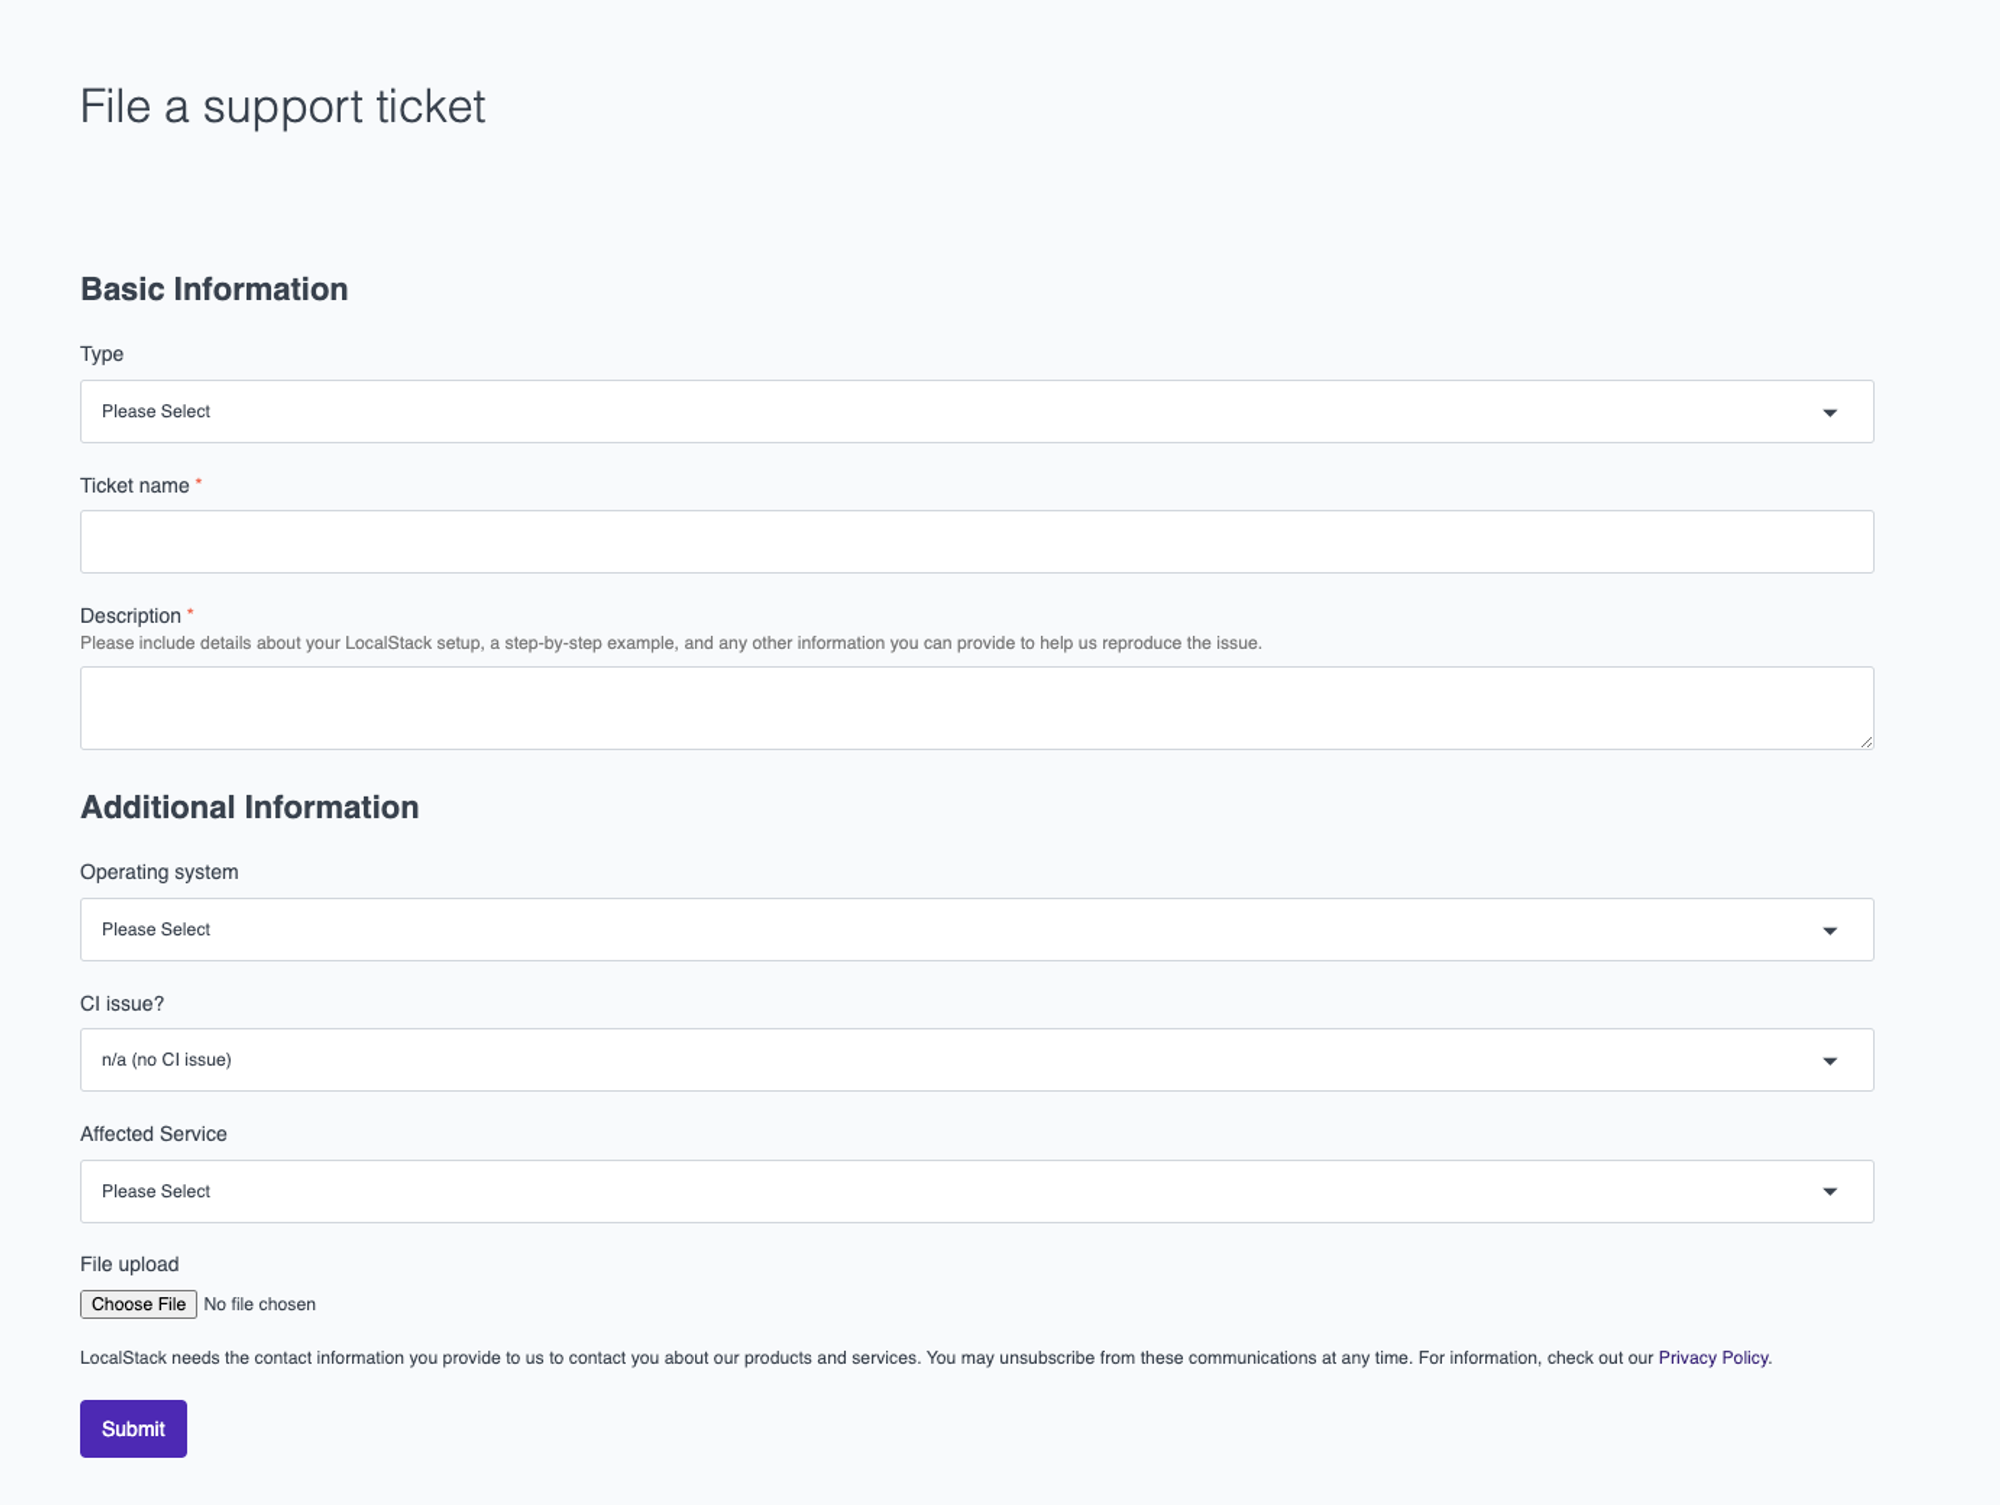 File a support ticket
Basic Information
Type
Please Select
Ticket name *
Description *
Please include details about your LocalStack setup, a step-by-step example, and any other information you can provide to help us reproduce the issue.
Additional Information
Operating system
Please Select
CI issue?
n/a (no CI issue)
Affected Service
Please Select
File upload
Choose File No file chosen
LocalStack needs the contact information you provide to us to contact you about our products and services. You may unsubscribe from these communications at any time. For information, check out our Privacy Policy.
Submit